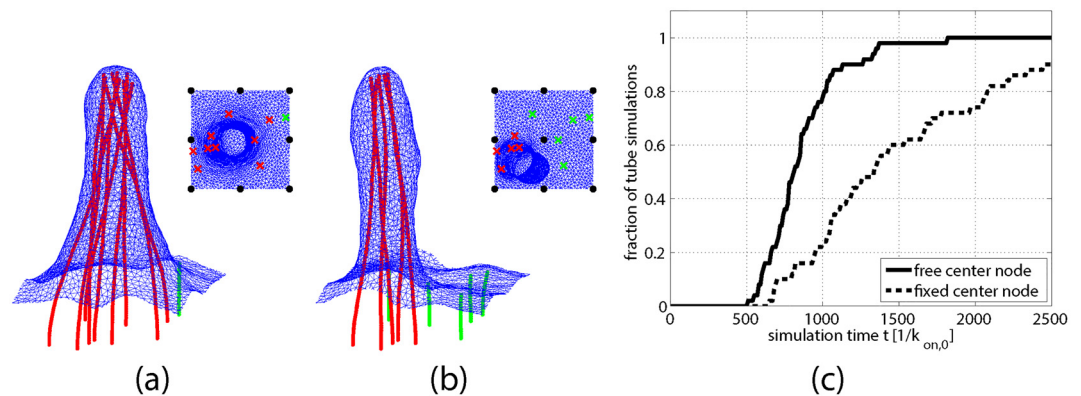 1
0.8
0.6
0.4
0.2
0
fraction of tube simulations
free center node
fixed center node
0 500 1000 1500 2000 2500
simulation time t [1/k on,0]
(a) (b) (c)